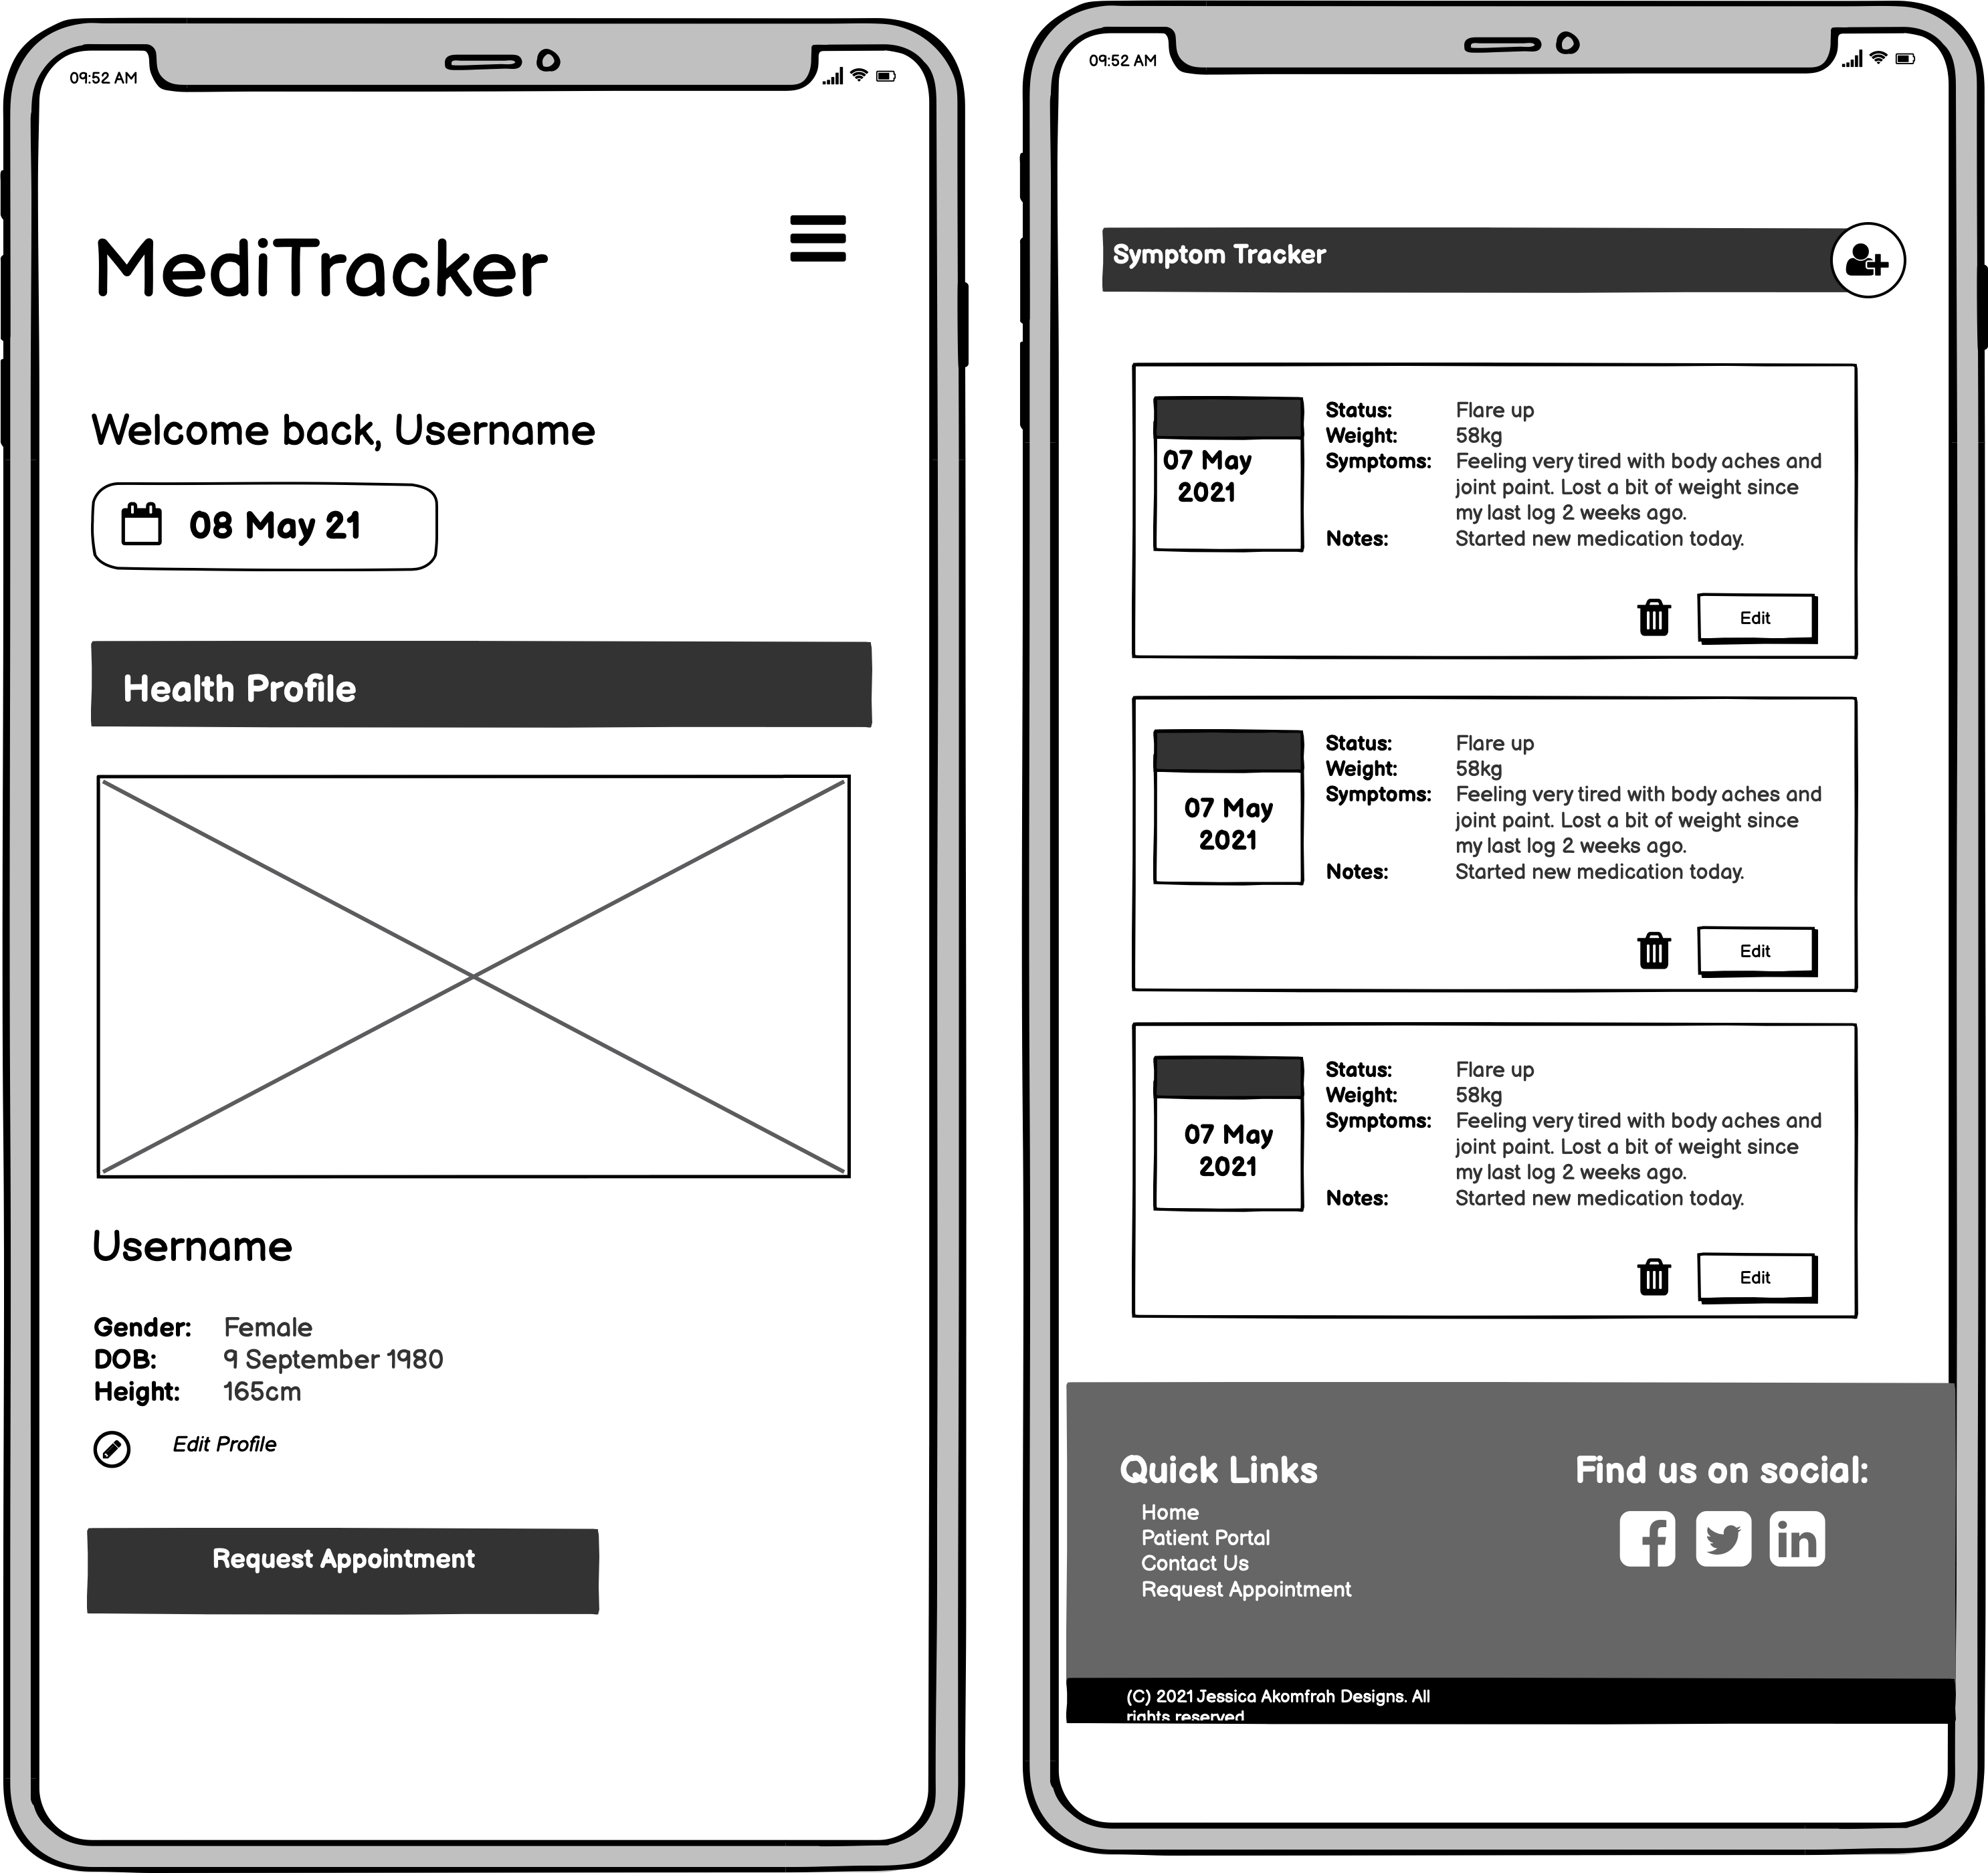 09:52 AM
MediTracker
Welcome back, Username
08 May 21
Health Profile
Username
Gender: Female
DOB: 9 September 1980
Height: 165cm
Edit Profile
Request Appointment
09:52 AM
Symptom Tracker
07 May
2021
Status: Flare up
Weight: 58kg
Symptoms: Feeling very tired with body aches and
joint paint. Lost a bit of weight since
my last log 2 weeks ago.
Notes: Started new medication today.
Edit
07 May
2021
Status: Flare up
Weight: 58kg
Symptoms: Feeling very tired with body aches and
joint paint. Lost a bit of weight since
my last log 2 weeks ago.
Notes: Started new medication today.
Edit
07 May
2021
Status: Flare up
Weight: 58kg
Symptoms: Feeling very tired with body aches and
joint paint. Lost a bit of weight since
my last log 2 weeks ago.
Notes: Started new medication today.
Edit
Quick Links
Home
Patient Portal
Contact Us
Request Appointment
Find us on social:
f
in
(C) 2021 Jessica Akomfrah Designs. All
rights reserved